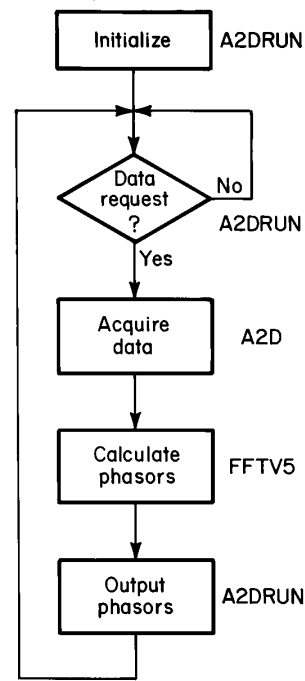 Initialize
A2DRUN
Data
request
?
No
A2DRUN
Yes
Acquire
data
A2D
Calculate
phasors
FFTV5
Output
phasors
A2DRUN